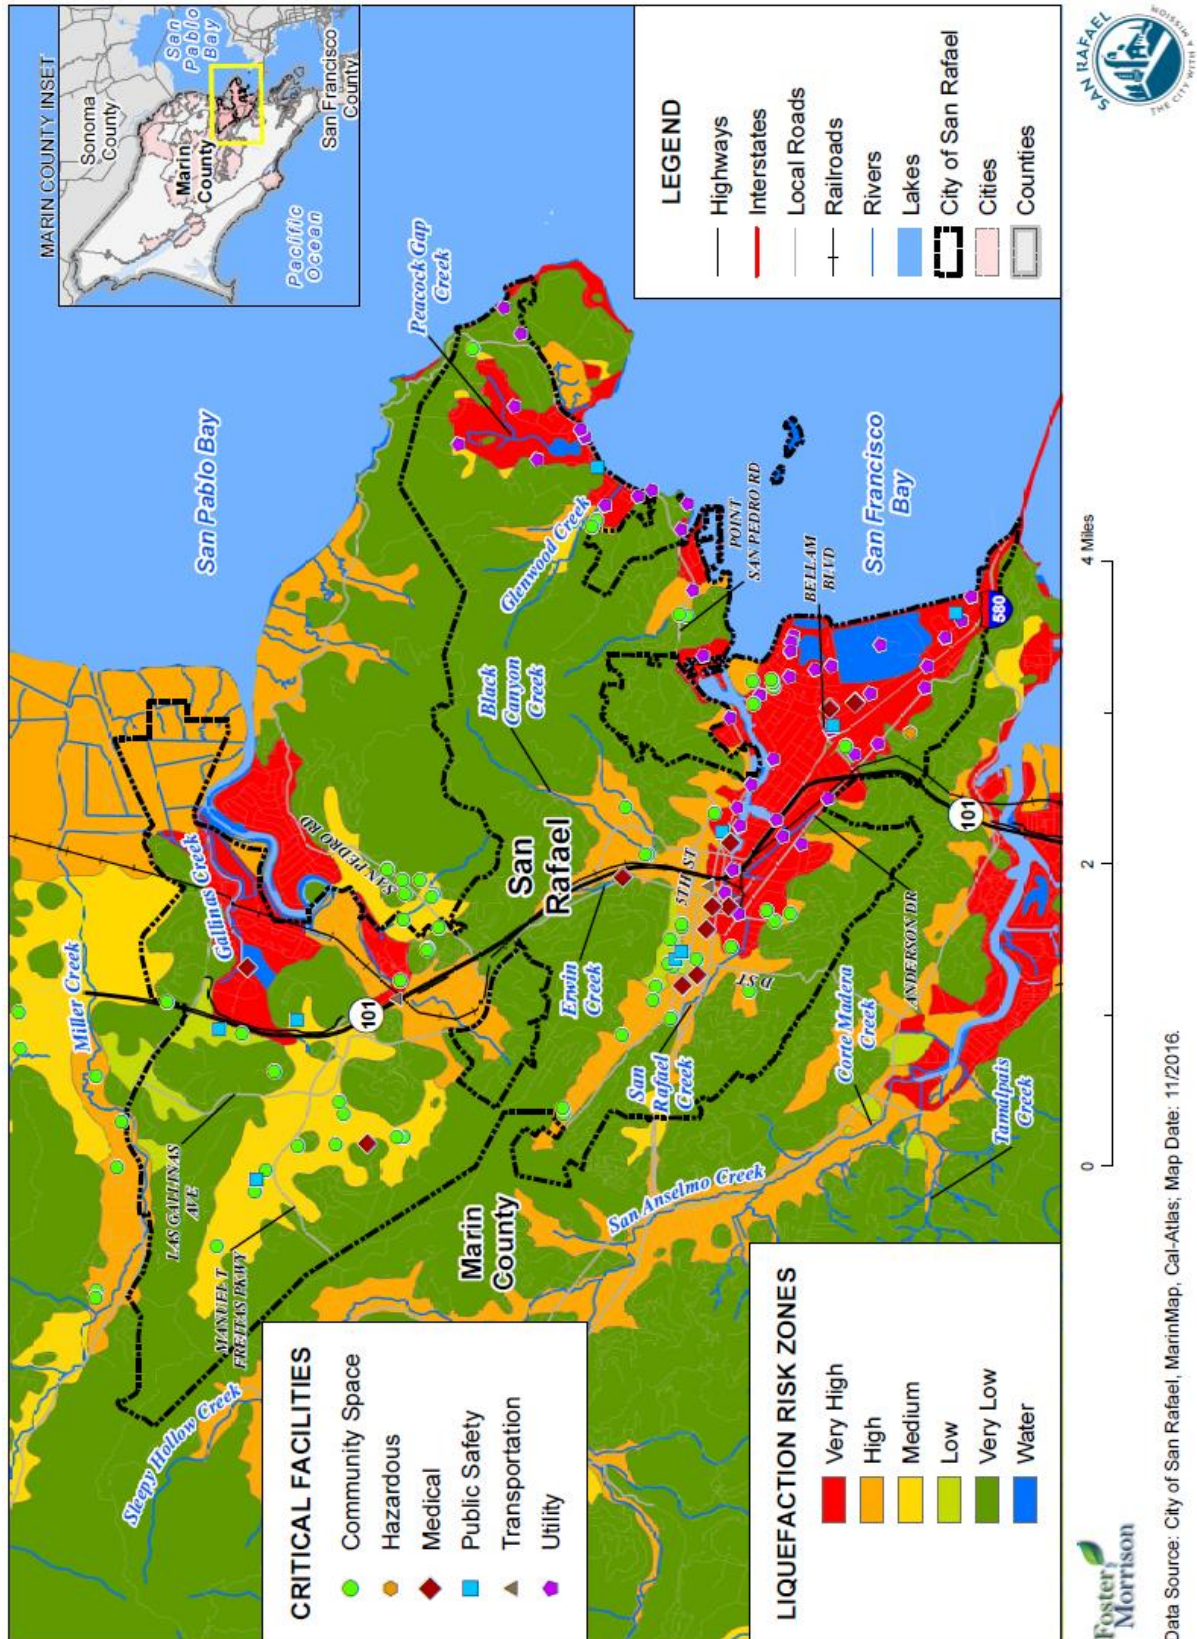 MARIN COUNTY INSET
Sonoma
County
San
Pablo
Bay
Marin
County
Pacific
Ocean
San Francisco
County
LEGEND
Highways
Interstates
Local Roads
Railroads
Rivers
Lakes
City of San Rafael
Cities
Counties
San Pablo Bay
Peacock Gap
Creek
Glenwood Creek
Black
Canyon
Creek
POINT
SAN PEDRO RD
San Francisco
Bay
BELLAM
BLVD
580
Miller Creek
Gallinas Creek
SAN PEDRO RD
San
Rafael
5TH ST
101
101
Erwin
Creek
D ST
ANDERSON DR
San
Rafael
Creek
Corte Madera
Creek
Tamalpais
Creek
San Anselmo Creek
LAS GALLINAS
AVE
MANUEL T
FREITAS PKWY
Marin
County
Sleepy Hollow Creek
CRITICAL FACILITIES
Community Space
Hazardous
Medical
Public Safety
Transportation
Utility
LIQUEFACTION RISK ZONES
Very High
High
Medium
Low
Very Low
Water
0
2
4 Miles
Foster
Morrison
Data Source: City of San Rafael, MarinMap, Cal-Atlas; Map Date: 11/2016.
SAN RAFAEL
THE CITY WITH A MISSION